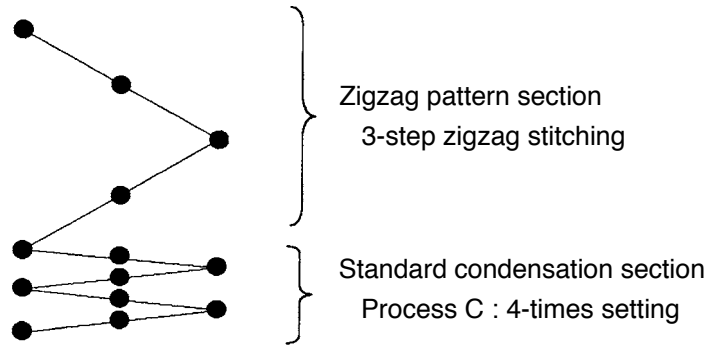 Zigzag pattern section
3-step zigzag stitching
Standard condensation section
Process C : 4-times setting